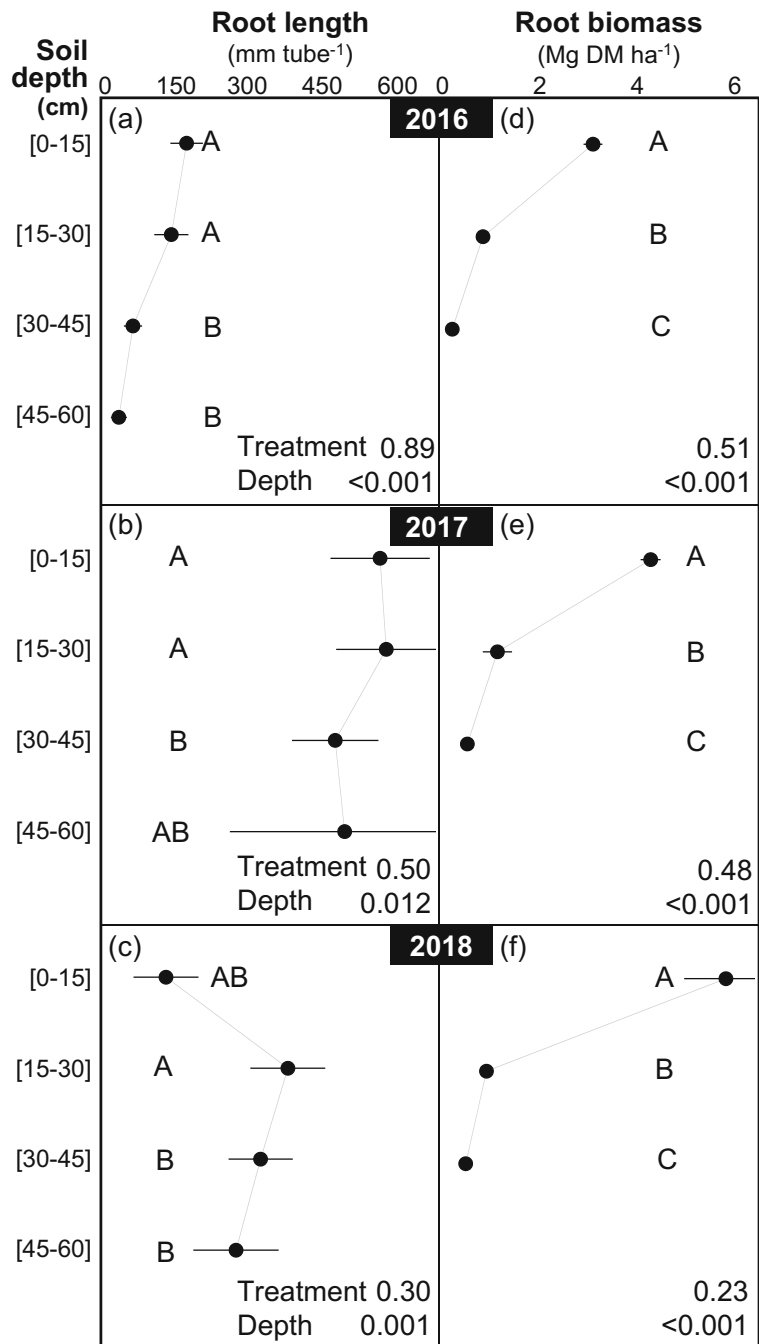 Root length Root biomass
Soil depth (cm) (mm tube-1) (Mg DM ha-1)
0 150 300 450 600 0 2 4 6
(a) 2016 (d)
[0-15] A A
[15-30] A B
[30-45] B C
[45-60] B
Treatment 0.89 0.51
Depth <0.001 <0.001
(b) 2017 (e)
[0-15] A A
[15-30] A B
[30-45] B C
[45-60] AB
Treatment 0.50 0.48
Depth 0.012 <0.001
(c) 2018 (f)
[0-15] AB A
[15-30] A B
[30-45] B C
[45-60] B
Treatment 0.30 0.23
Depth 0.001 <0.001